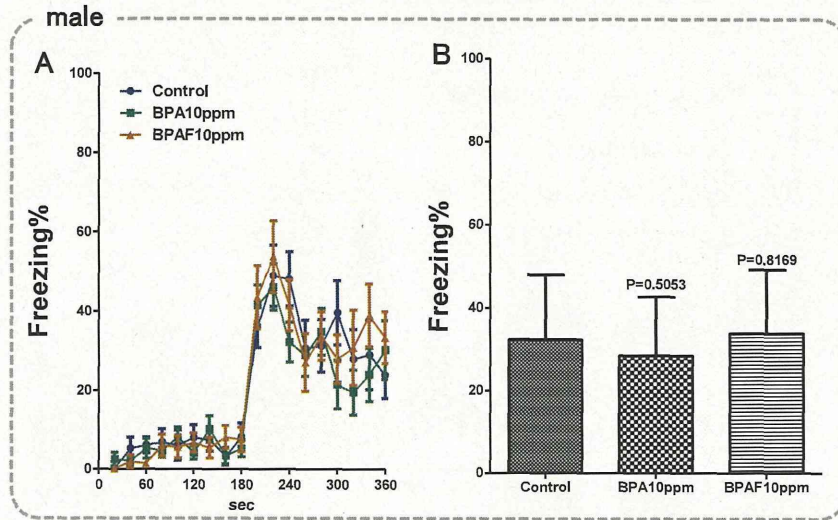 male
A
100
80
60
40
20
0
Freezing%
Control
BPA10ppm
BPAF10ppm
0 60 120 180 240 300 360
sec
B
100
80
60
40
20
0
Freezing%
P=0.5053
P=0.8169
Control BPA10ppm BPAF10ppm